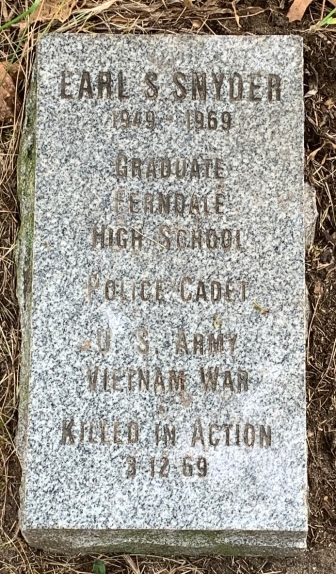 EARL S. SNYDER
1949 - 1969
GRADUATE
FERNDALE
HIGH SCHOOL
POLICE CADET
U. S. ARMY
VIETNAM WAR
KILLED IN ACTION
3-12-69